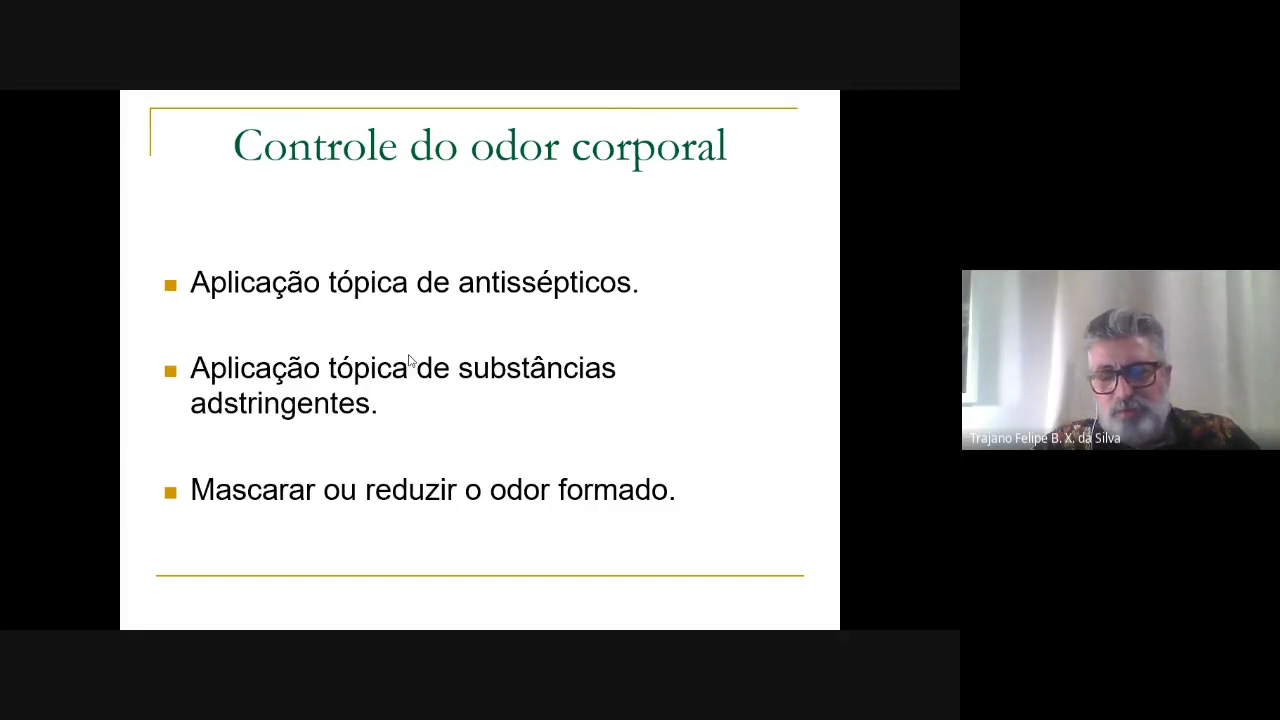 Controle do odor corporal
Aplicação tópica de antissépticos.
Aplicação tópica de substâncias
adstringentes.
Mascarar ou reduzir o odor formado.
Trajano Felipe B. X. da Silva